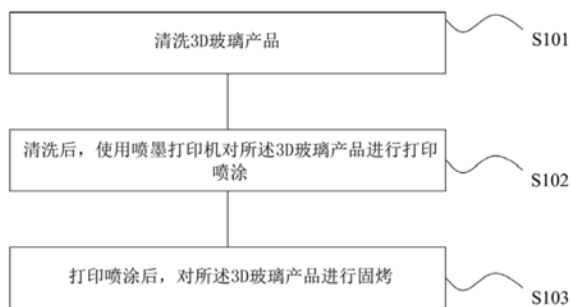 清洗3D玻璃产品
S101
清洗后，使用喷墨打印机对所述3D玻璃产品进行打印
喷涂
S102
打印喷涂后，对所述3D玻璃产品进行固烤
S103